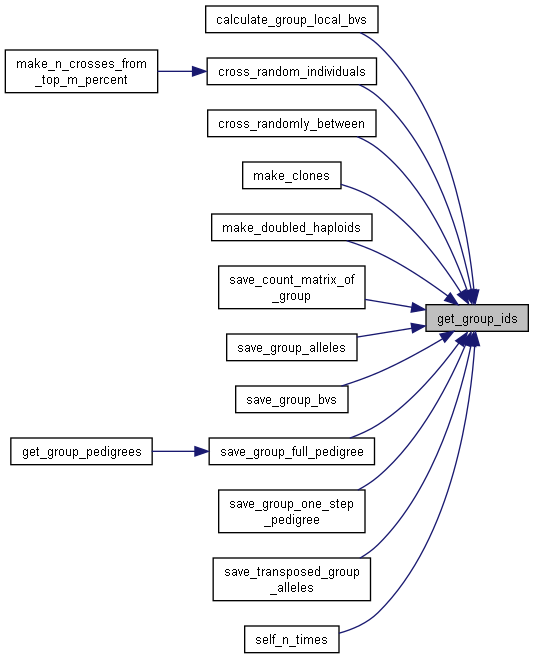 calculate_group_local_bvs
make_n_crosses_from
_top_m_percent
cross_random_individuals
cross_randomly_between
make_clones
make_doubled_haploids
save_count_matrix_of
_group
get_group_ids
save_group_alleles
save_group_bvs
get_group_pedigrees
save_group_full_pedigree
save_group_one_step
_pedigree
save_transposed_group
_alleles
self_n_times